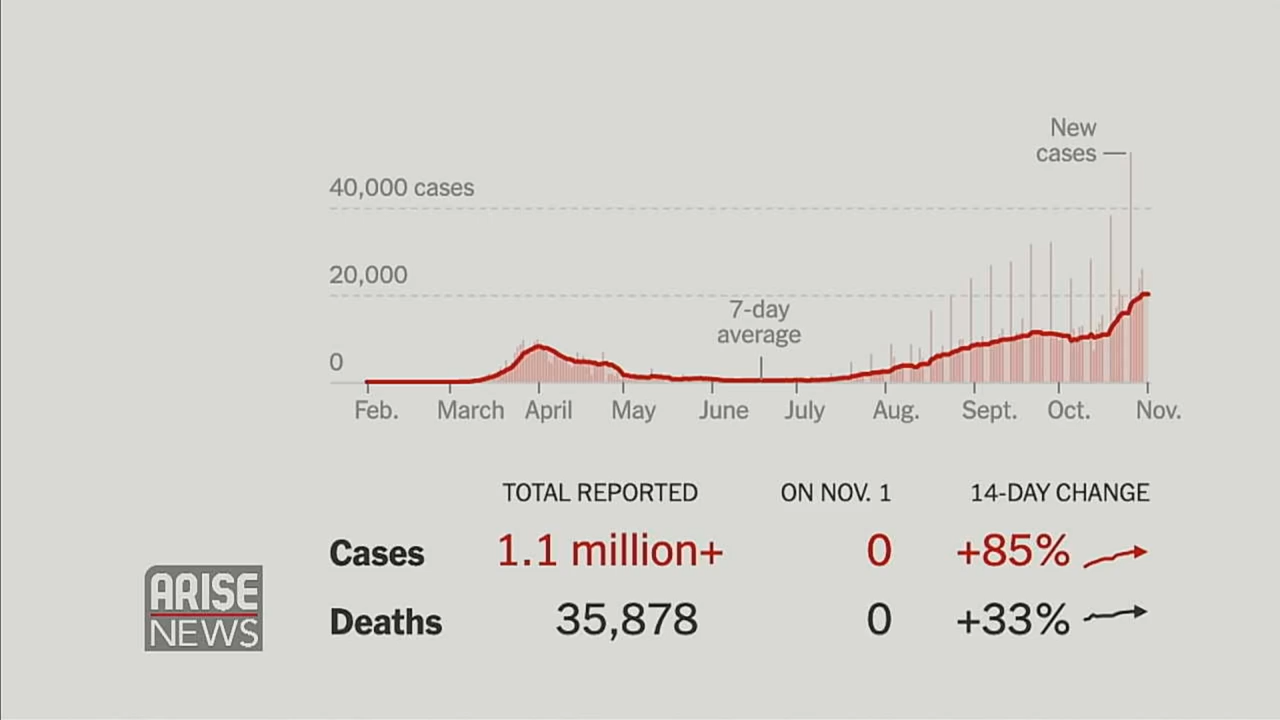 New
cases
40,000 cases
20,000
7-day
average
0
Feb. March April May June July Aug. Sept. Oct. Nov.
TOTAL REPORTED ON NOV. 1 14-DAY CHANGE
Cases 1.1 million+ 0 +85%
Deaths 35,878 0 +33%
ARISE
NEWS